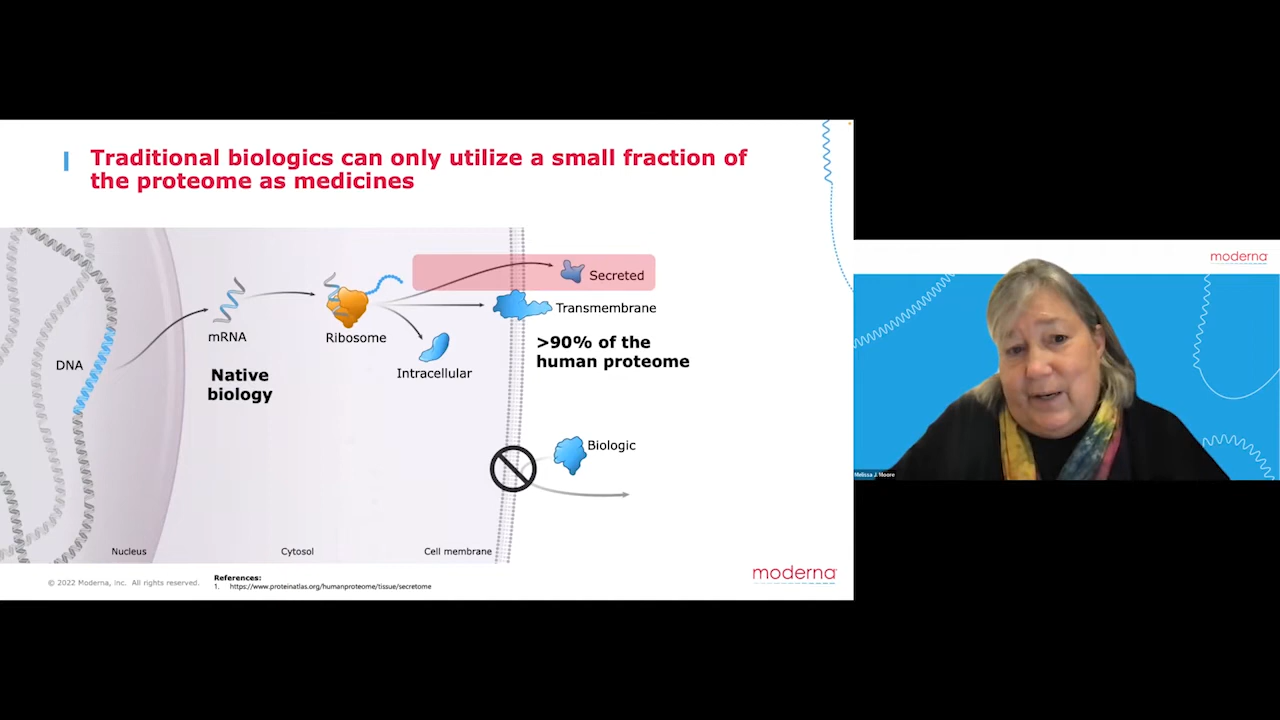 Traditional biologics can only utilize a small fraction of
the proteome as medicines
Secreted
Transmembrane
mRNA
Ribosome
>90% of the
human proteome
DNA
Intracellular
Native
biology
Biologic
Nucleus
Cytosol
Cell membrane
© 2022 Moderna, inc. All rights reserved.
References:
1. https://www.proteinatlas.org/humanproteome/tissue/secretome
moderna
moderna
Melissa J. Moore